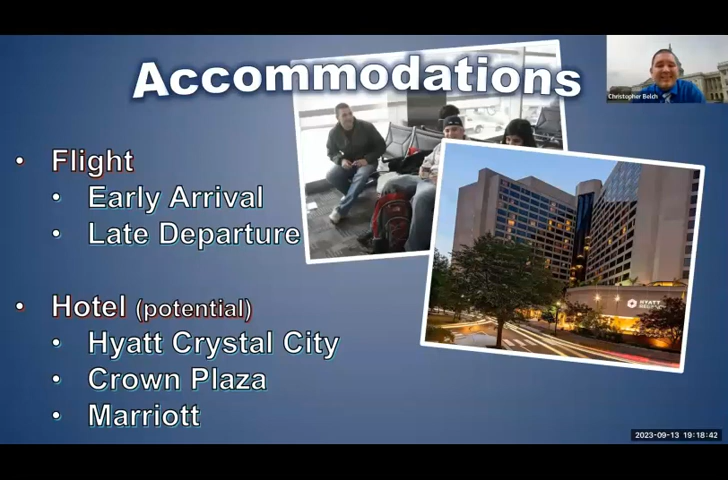 Accommodations
Christopher Belch
• Flight
• Early Arrival
• Late Departure
• Hotel (potential)
• Hyatt Crystal City
HYATT
• Crown Plaza
• Marriott
2023-09-13 19:18:42